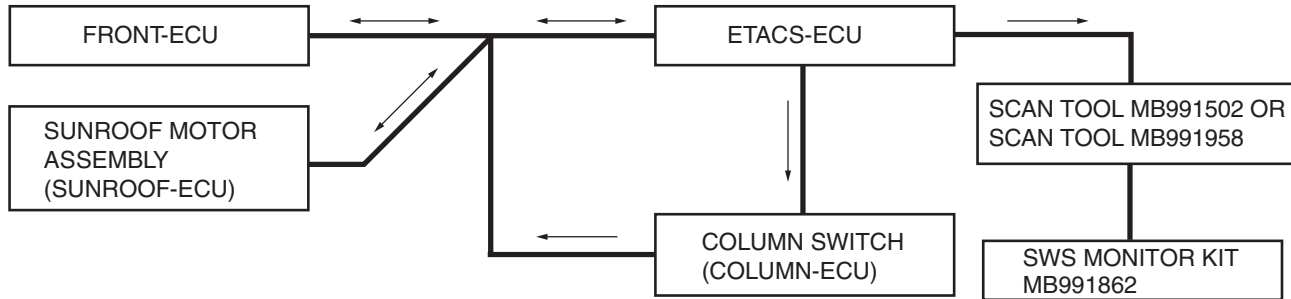 FRONT-ECU
ETACS-ECU
SUNROOF MOTOR
ASSEMBLY
(SUNROOF-ECU)
SCAN TOOL MB991502 OR
SCAN TOOL MB991958
COLUMN SWITCH
(COLUMN-ECU)
SWS MONITOR KIT
MB991862